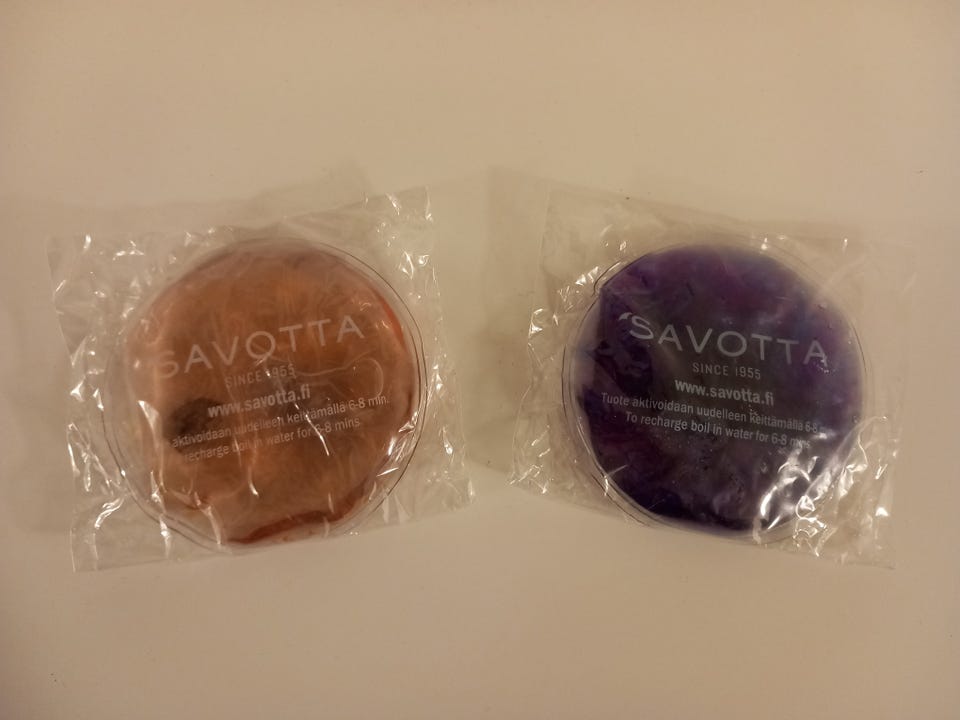 SAVOTTA
SINCE 1955
www.savotta.fi
aktivoidaan uudelleen keittämällä 6-8 min.
recharge boil in water for 6-8 mins.
SAVOTTA
SINCE 1955
www.savotta.fi
Tuote aktivoidaan uudelleen keittämällä 6-8
To recharge boil in water for 6-8 mins